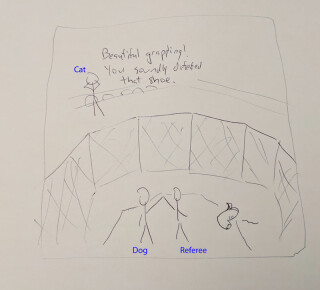 Beautiful grappling!
Cat
You soundly defeated
that shoe.
Dog
Referee